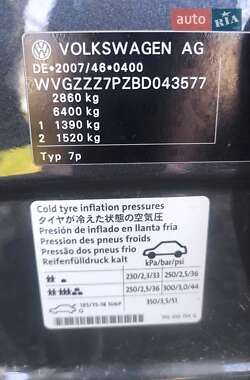 AUTO
RIA
VOLKSWAGEN AG
DE*2007/46*0400
WVGZZZ7PZBD043577
2860 kg
6400 kg
1 1390 kg
2 1520 kg
Typ 7p
Cold tyre inflation pressures
タイヤが冷えた状態の空気圧
Presión de inflado en llanta fría
Pression des pneus froids
Pressão dos pneu frio
Reifenfülldruck kalt
kPa/bar/psi
230/2,3/33 250/2,5/36
250/2,5/36 300/3,0/44
350/3,5/51